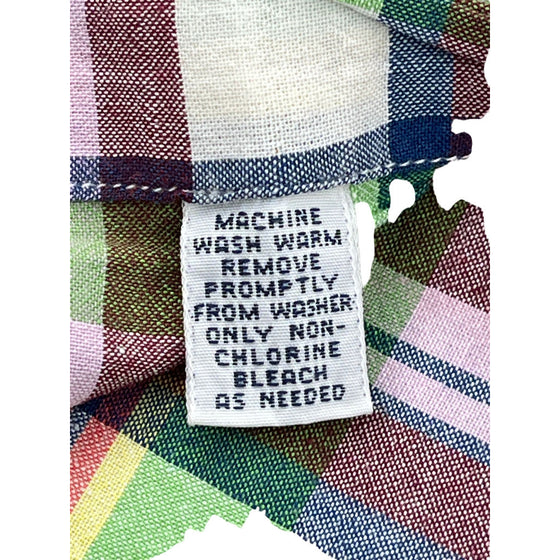 MACHINE
WASH WARM
REMOVE
PROMPTLY
FROM WASHER
ONLY NON-
CHLORINE
BLEACH
AS NEEDED